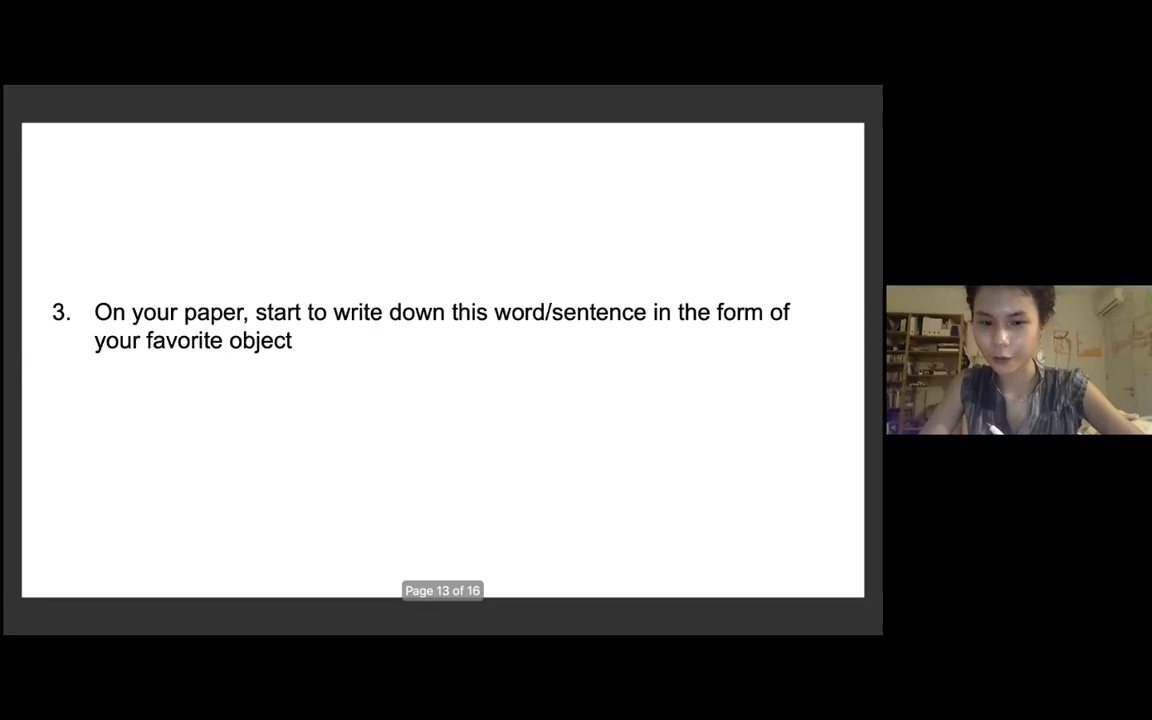 3. On your paper, start to write down this word/sentence in the form of
your favorite object
Page 13 of 16